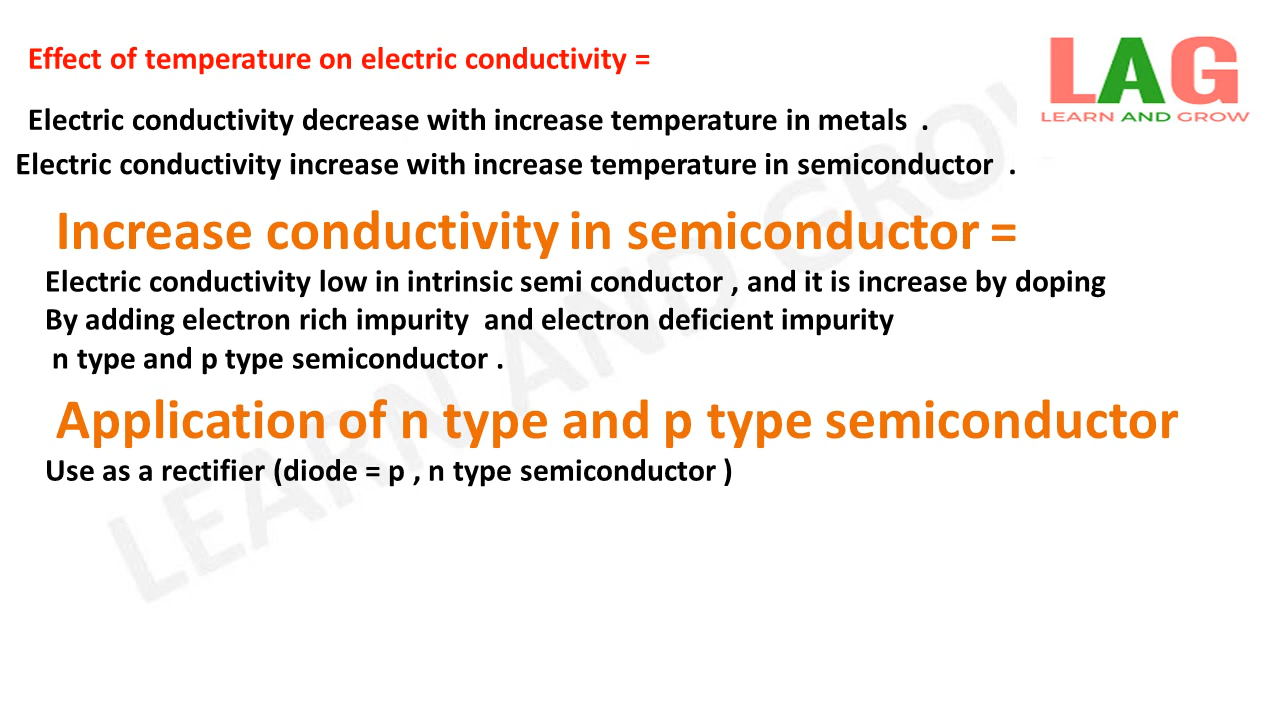 Effect of temperature on electric conductivity =
LAG
LEARN AND GROW
Electric conductivity decrease with increase temperature in metals .
Electric conductivity increase with increase temperature in semiconductor .
Increase conductivity in semiconductor =
Electric conductivity low in intrinsic semi conductor , and it is increase by doping
By adding electron rich impurity and electron deficient impurity
n type and p type semiconductor .
Application of n type and p type semiconductor
Use as a rectifier (diode = p , n type semiconductor )
LEARN AND GROW